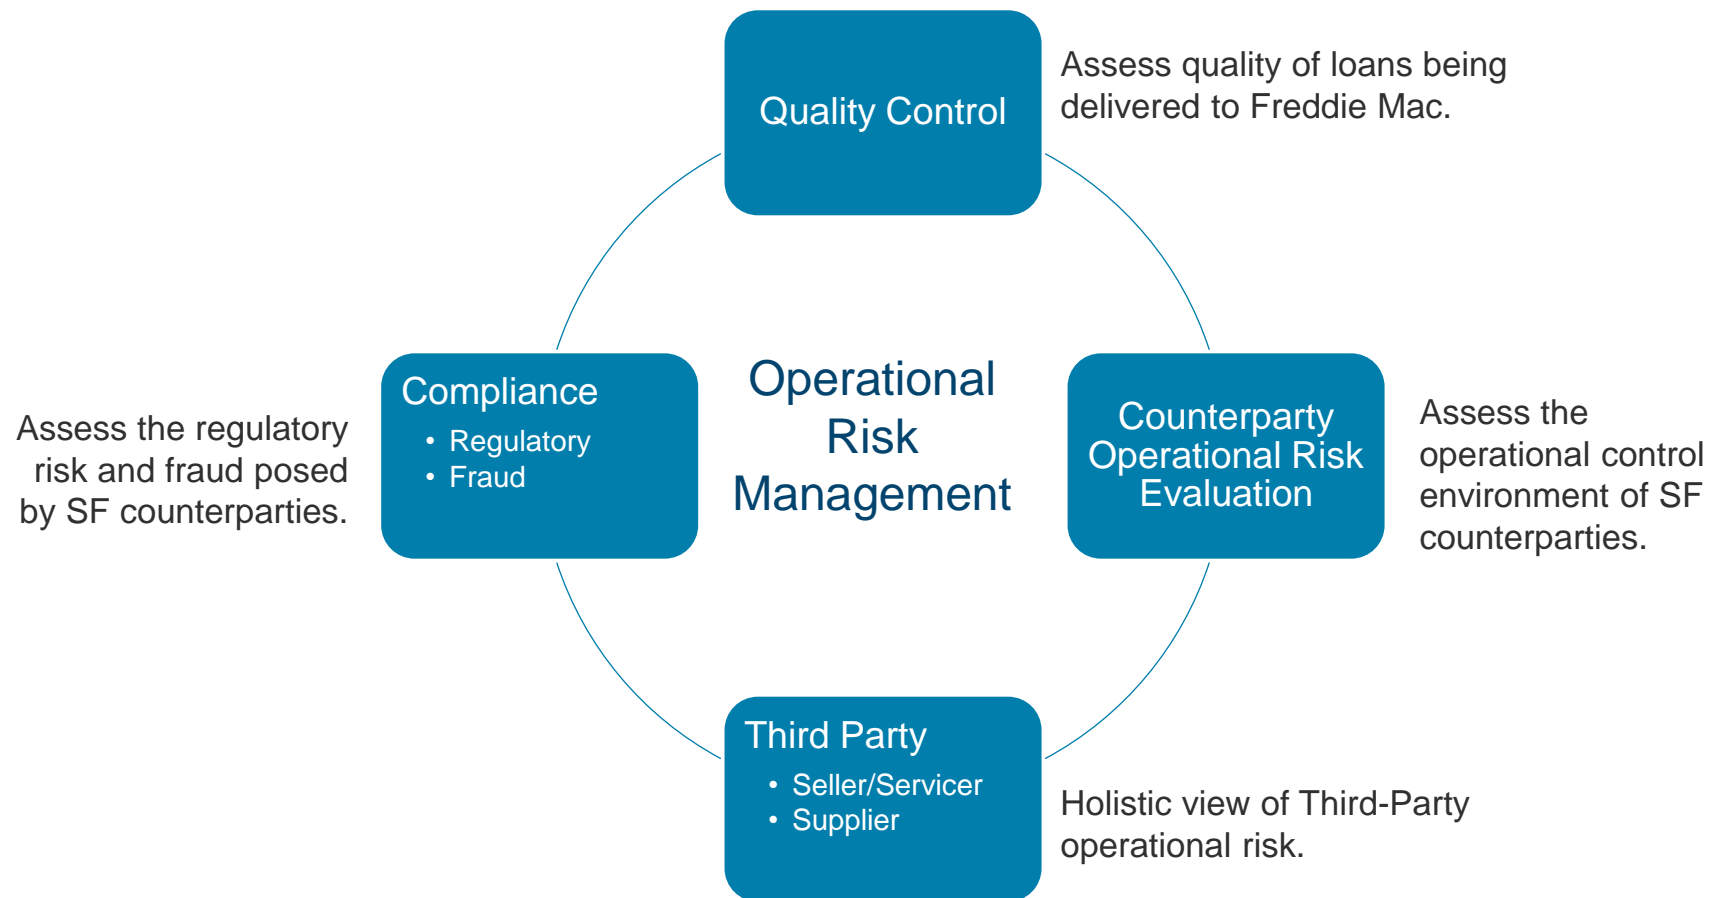 Quality Control
Assess quality of loans being
delivered to Freddie Mac.
Operational
Risk
Management
Compliance
• Regulatory
• Fraud
Assess the regulatory
risk and fraud posed
by SF counterparties.
Counterparty
Operational Risk
Evaluation
Assess the
operational control
environment of SF
counterparties.
Third Party
• Seller/Servicer
• Supplier
Holistic view of Third-Party
operational risk.